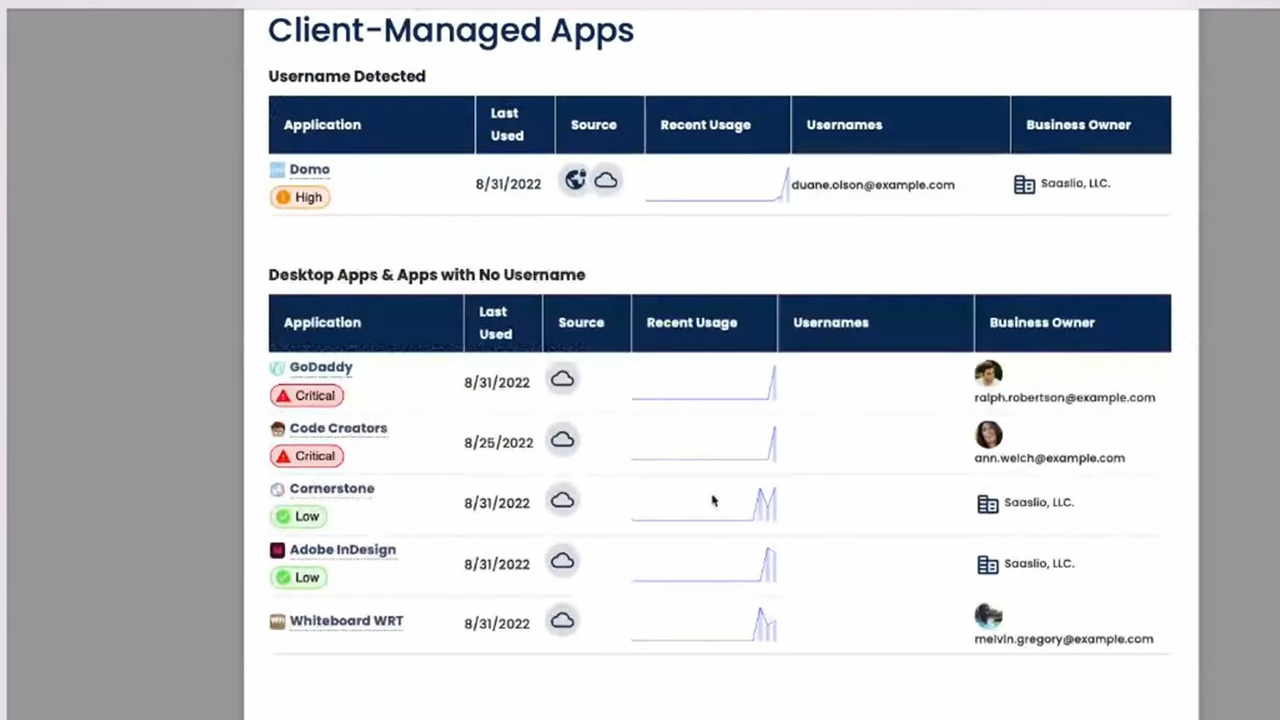 Client-Managed Apps
Username Detected
Application Last Used Source Recent Usage Usernames Business Owner
Domo
8/31/2022 duane.olson@example.com Saaslio, LLC.
High
Desktop Apps & Apps with No Username
Application Last Used Source Recent Usage Usernames Business Owner
GoDaddy
8/31/2022
Critical ralph.robertson@example.com
Code Creators
8/25/2022
Critical ann.welch@example.com
Cornerstone
8/31/2022 Saaslio, LLC.
Low
Adobe InDesign
8/31/2022 Saaslio, LLC.
Low
Whiteboard WRT 8/31/2022
melvin.gregory@example.com